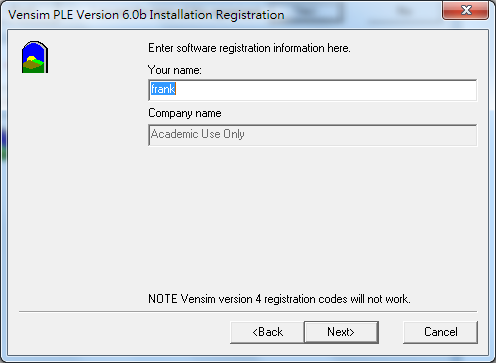 Vensim PLE Version 6.0b Installation Registration
Enter software registration information here.
Your name:
frank
Company name
Academic Use Only
NOTE Vensim version 4 registration codes will not work.
<Back
Next>
Cancel